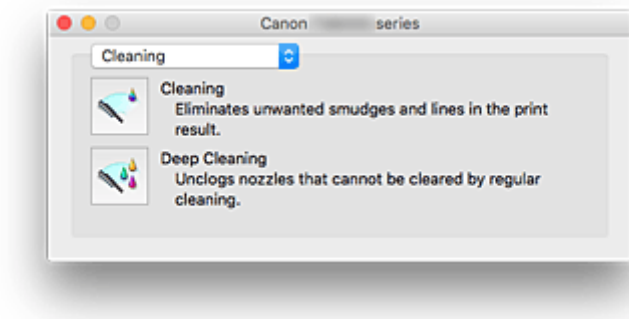 Canon series
Cleaning
Cleaning
Eliminates unwanted smudges and lines in the print
result.
Deep Cleaning
Unclogs nozzles that cannot be cleared by regular
cleaning.